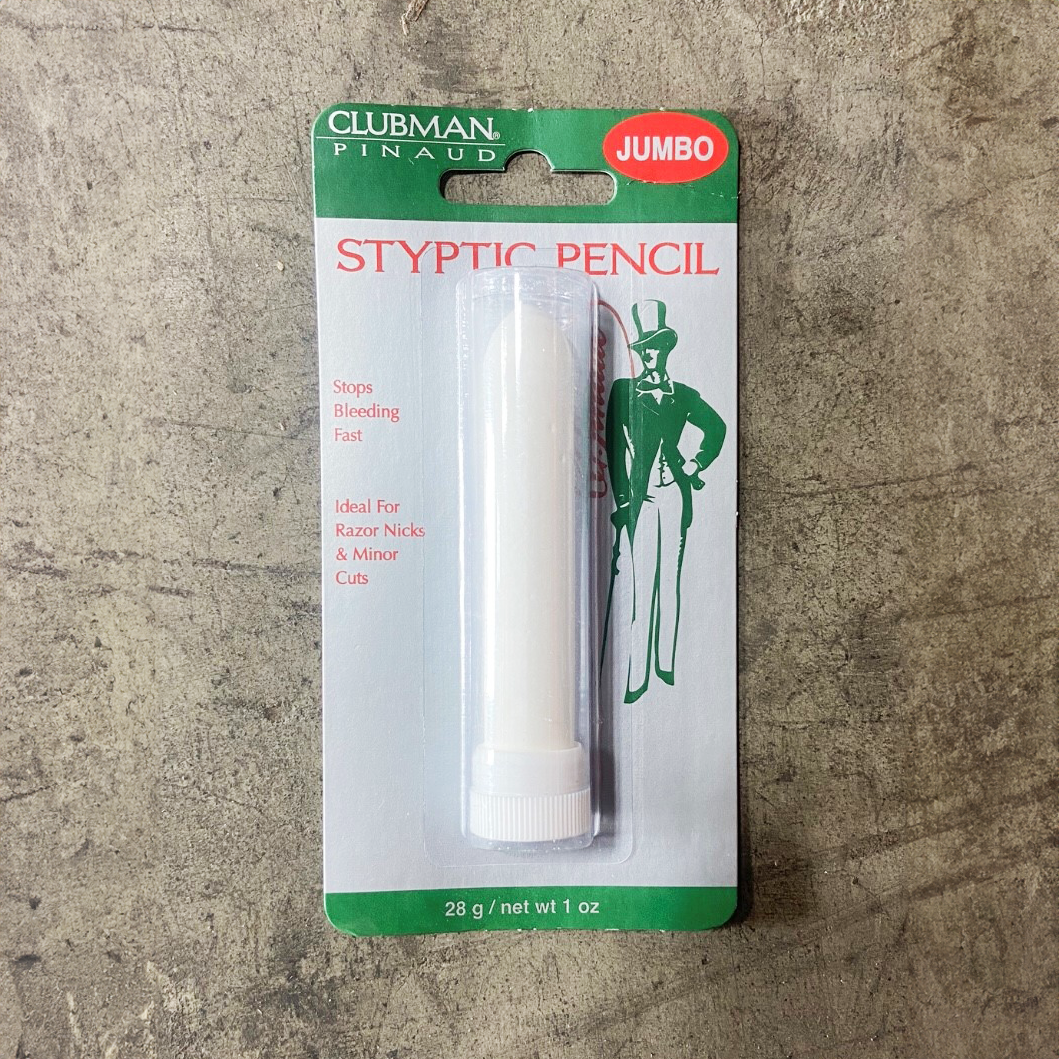 CLUBMAN®
PINAUD
JUMBO
STYPTIC PENCIL
Stops
Bleeding
Fast
Ideal For
Razor Nicks
& Minor
Cuts
28 g / net wt 1 oz